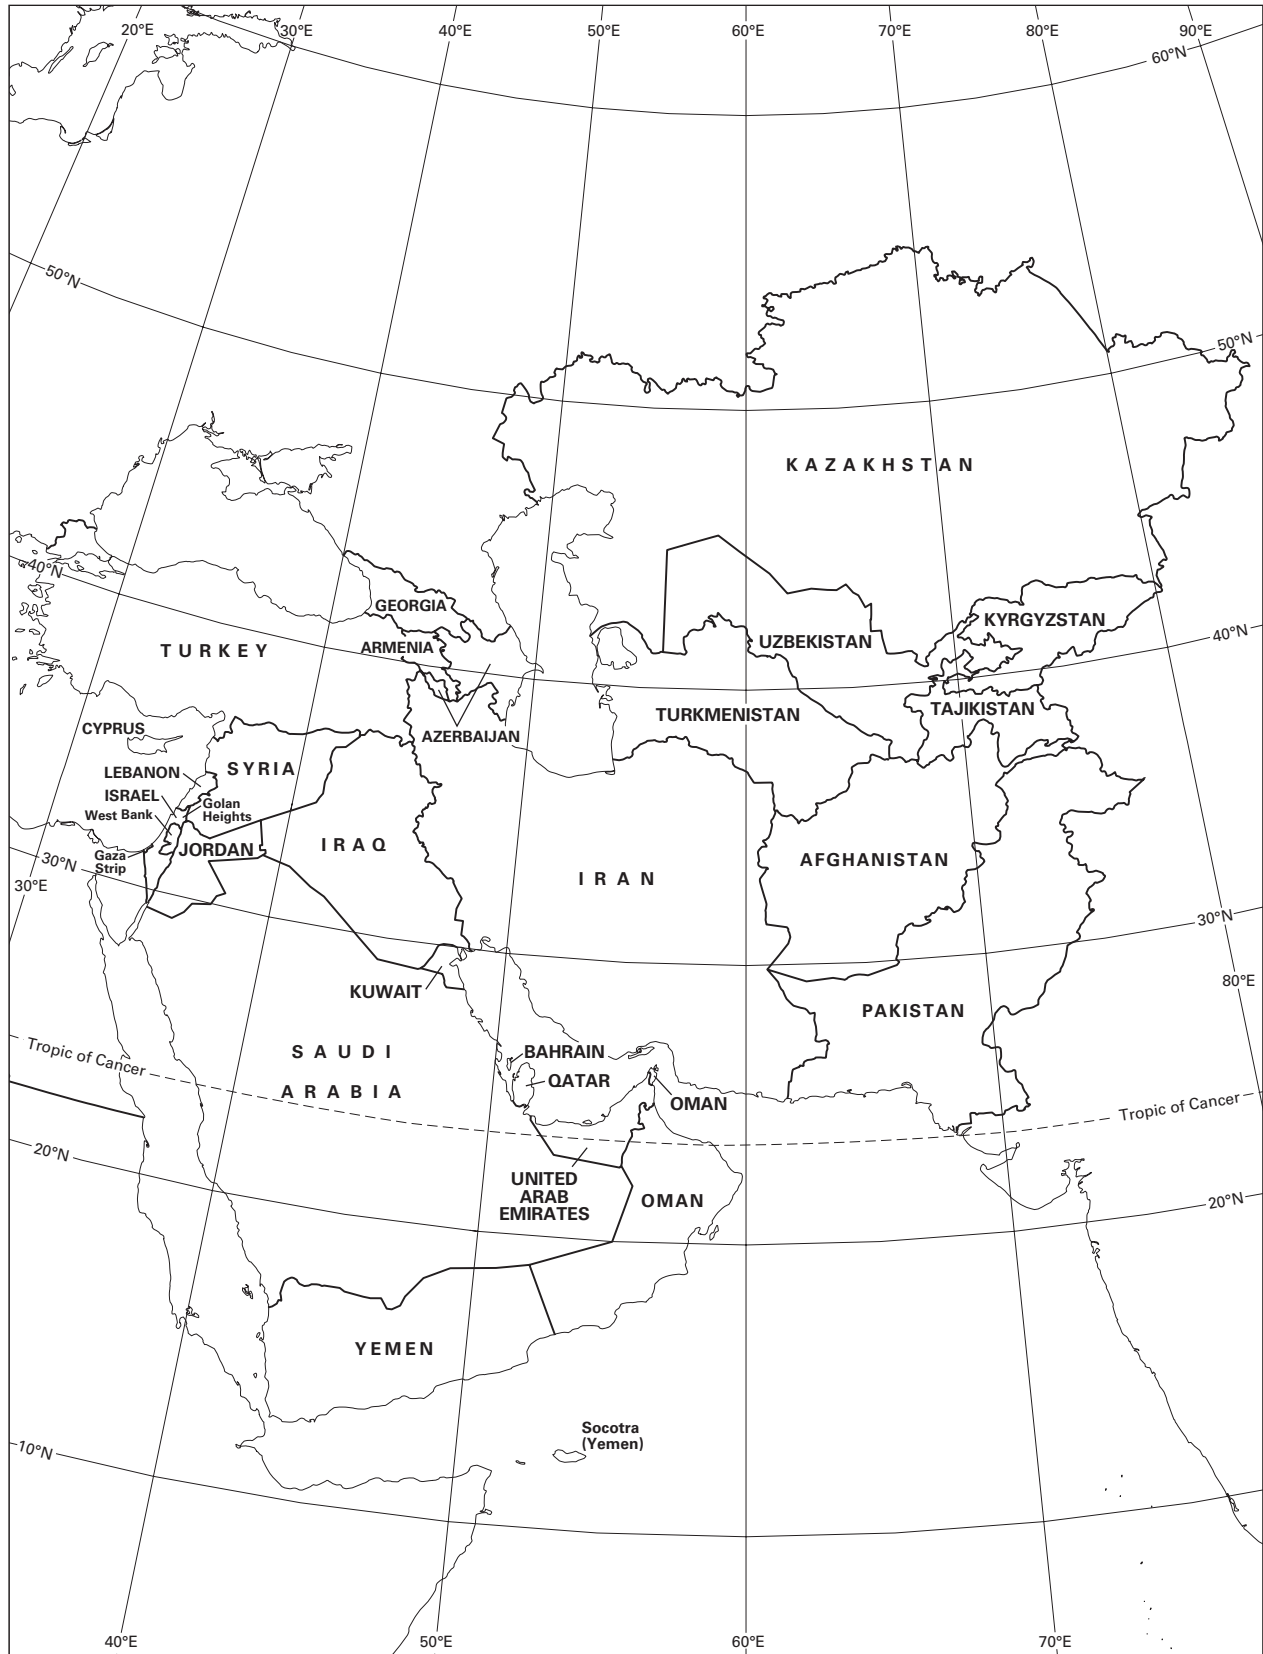 20°E
30°E
40°E
50°E
60°E
70°E
80°E
90°E
60°N
50°N
50°N
KAZAKHSTAN
40°N
GEORGIA
KYRGYZSTAN
40°N
UZBEKISTAN
ARMENIA
TURKEY
TAJIKISTAN
TURKMENISTAN
CYPRUS
AZERBAIJAN
SYRIA
LEBANON
ISRAEL
Golan
Heights
West Bank
IRAQ
JORDAN
Gaza
Strip
AFGHANISTAN
30°N
IRAN
30°E
30°N
80°E
KUWAIT
PAKISTAN
Tropic of Cancer
SAUDI
ARABIA
BAHRAIN
QATAR
OMAN
Tropic of Cancer
20°N
UNITED
ARAB
EMIRATES
OMAN
20°N
YEMEN
Socotra
(Yemen)
10°N
40°E
50°E
60°E
70°E